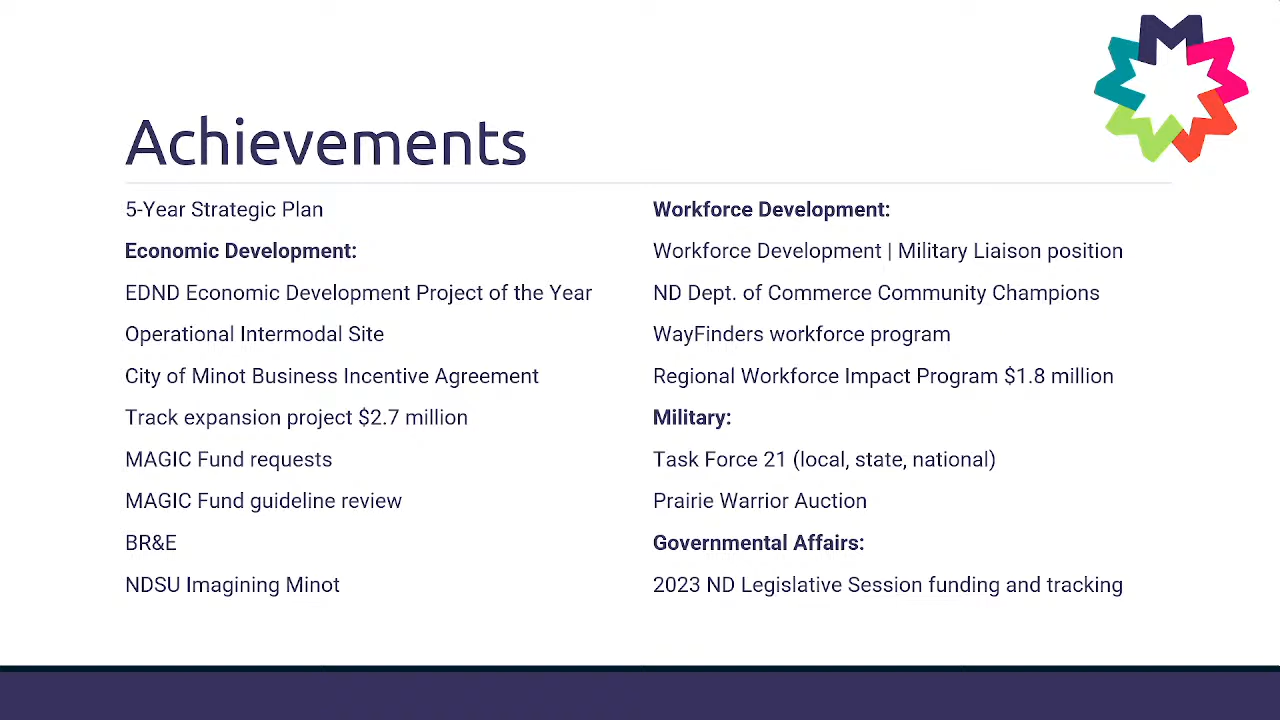 Achievements
5-Year Strategic Plan
Economic Development:
EDND Economic Development Project of the Year
Operational Intermodal Site
City of Minot Business Incentive Agreement
Track expansion project $2.7 million
MAGIC Fund requests
MAGIC Fund guideline review
BR&E
NDSU Imagining Minot
Workforce Development:
Workforce Development | Military Liaison position
ND Dept. of Commerce Community Champions
WayFinders workforce program
Regional Workforce Impact Program $1.8 million
Military:
Task Force 21 (local, state, national)
Prairie Warrior Auction
Governmental Affairs:
2023 ND Legislative Session funding and tracking